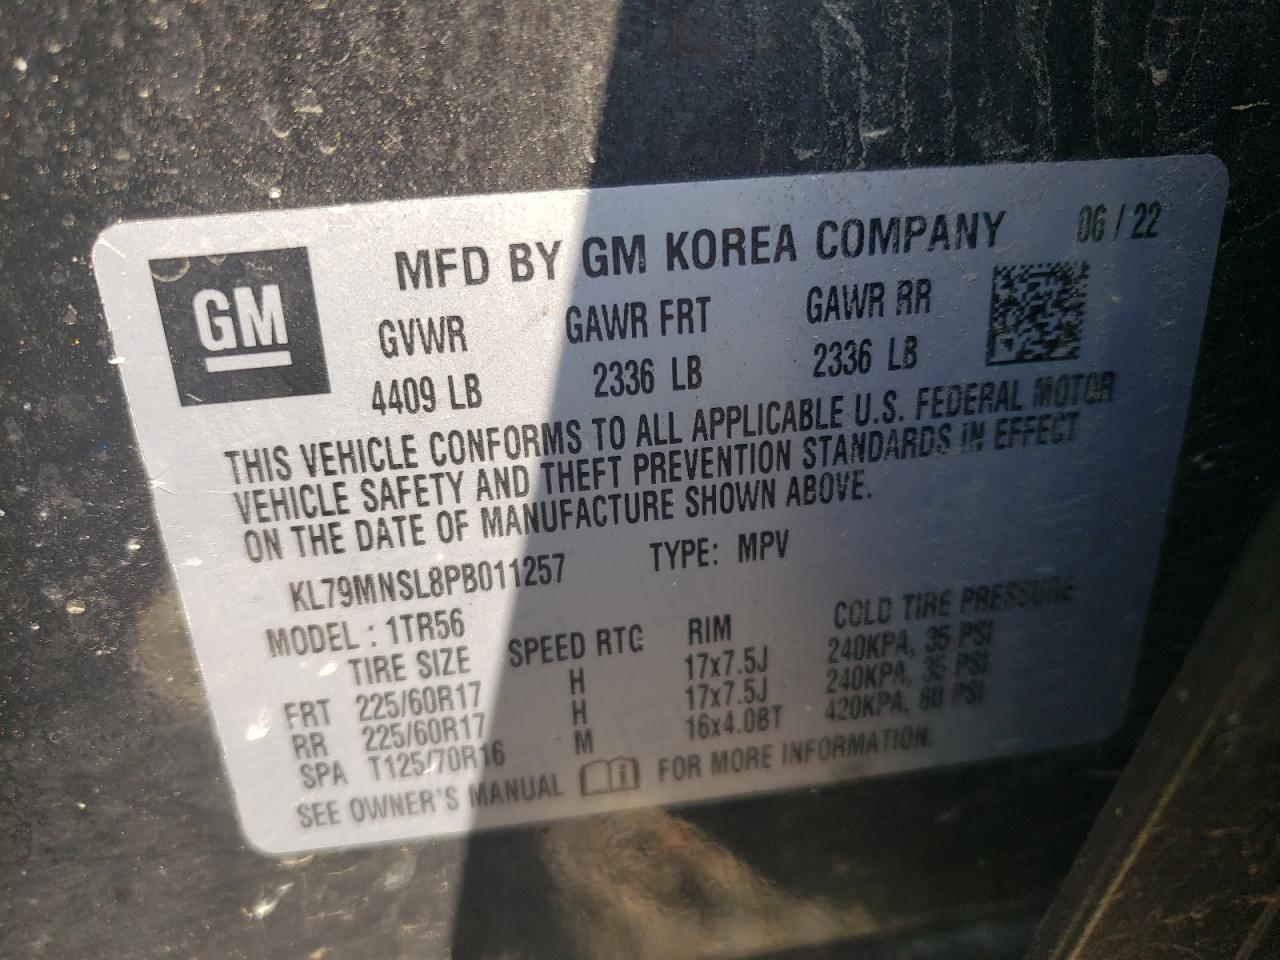 GM
MFD BY GM KOREA COMPANY 06 / 22
GVWR GAWR FRT GAWR RR
4409 LB 2336 LB 2336 LB
THIS VEHICLE CONFORMS TO ALL APPLICABLE U.S. FEDERAL MOTOR
VEHICLE SAFETY AND THEFT PREVENTION STANDARDS IN EFFECT
ON THE DATE OF MANUFACTURE SHOWN ABOVE.
KL79MNSL8PB011257 TYPE: MPV
MODEL : 1TR56
TIRE SIZE SPEED RTG RIM COLD TIRE PRESSURE
FRT 225/60R17 H 17x7.5J 240KPA, 35 PSI
RR 225/60R17 H 17x7.5J 240KPA, 35 PSI
SPA T125/70R16 M 16x4.0BT 420KPA, 60 PSI
SEE OWNER'S MANUAL FOR MORE INFORMATION.